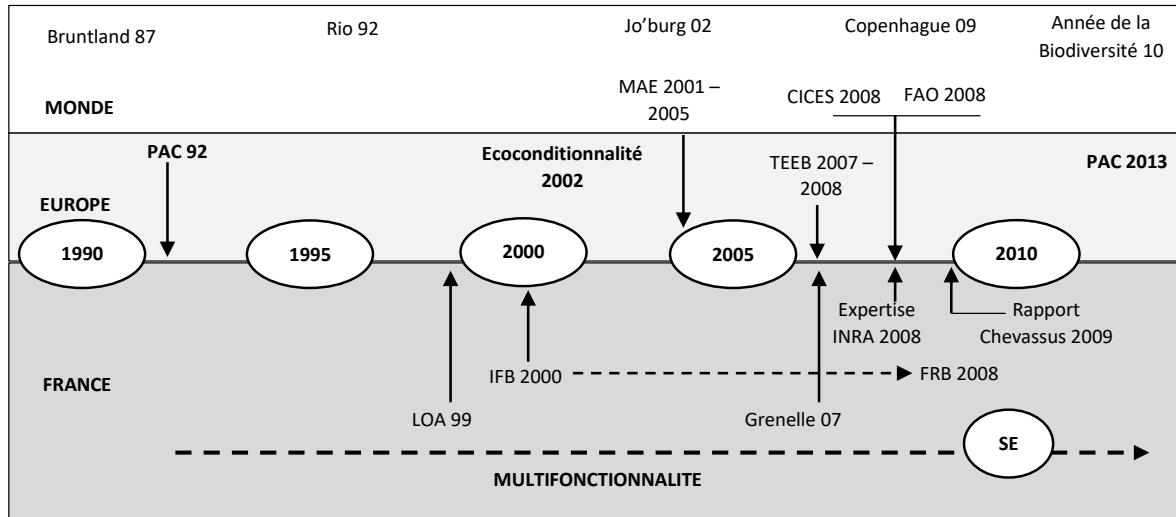 Bruntland 87
Rio 92
Jo’burg 02
Copenhague 09
Année de la
Biodiversité 10
MONDE
MAE 2001 –
2005
CICES 2008
FAO 2008
PAC 92
Ecoconditionnalité
2002
TEEB 2007 –
2008
PAC 2013
EUROPE
1990
1995
2000
2005
2010
Expertise
INRA 2008
Rapport
Chevassus 2009
FRANCE
IFB 2000
FRB 2008
LOA 99
Grenelle 07
SE
MULTIFONCTIONNALITE